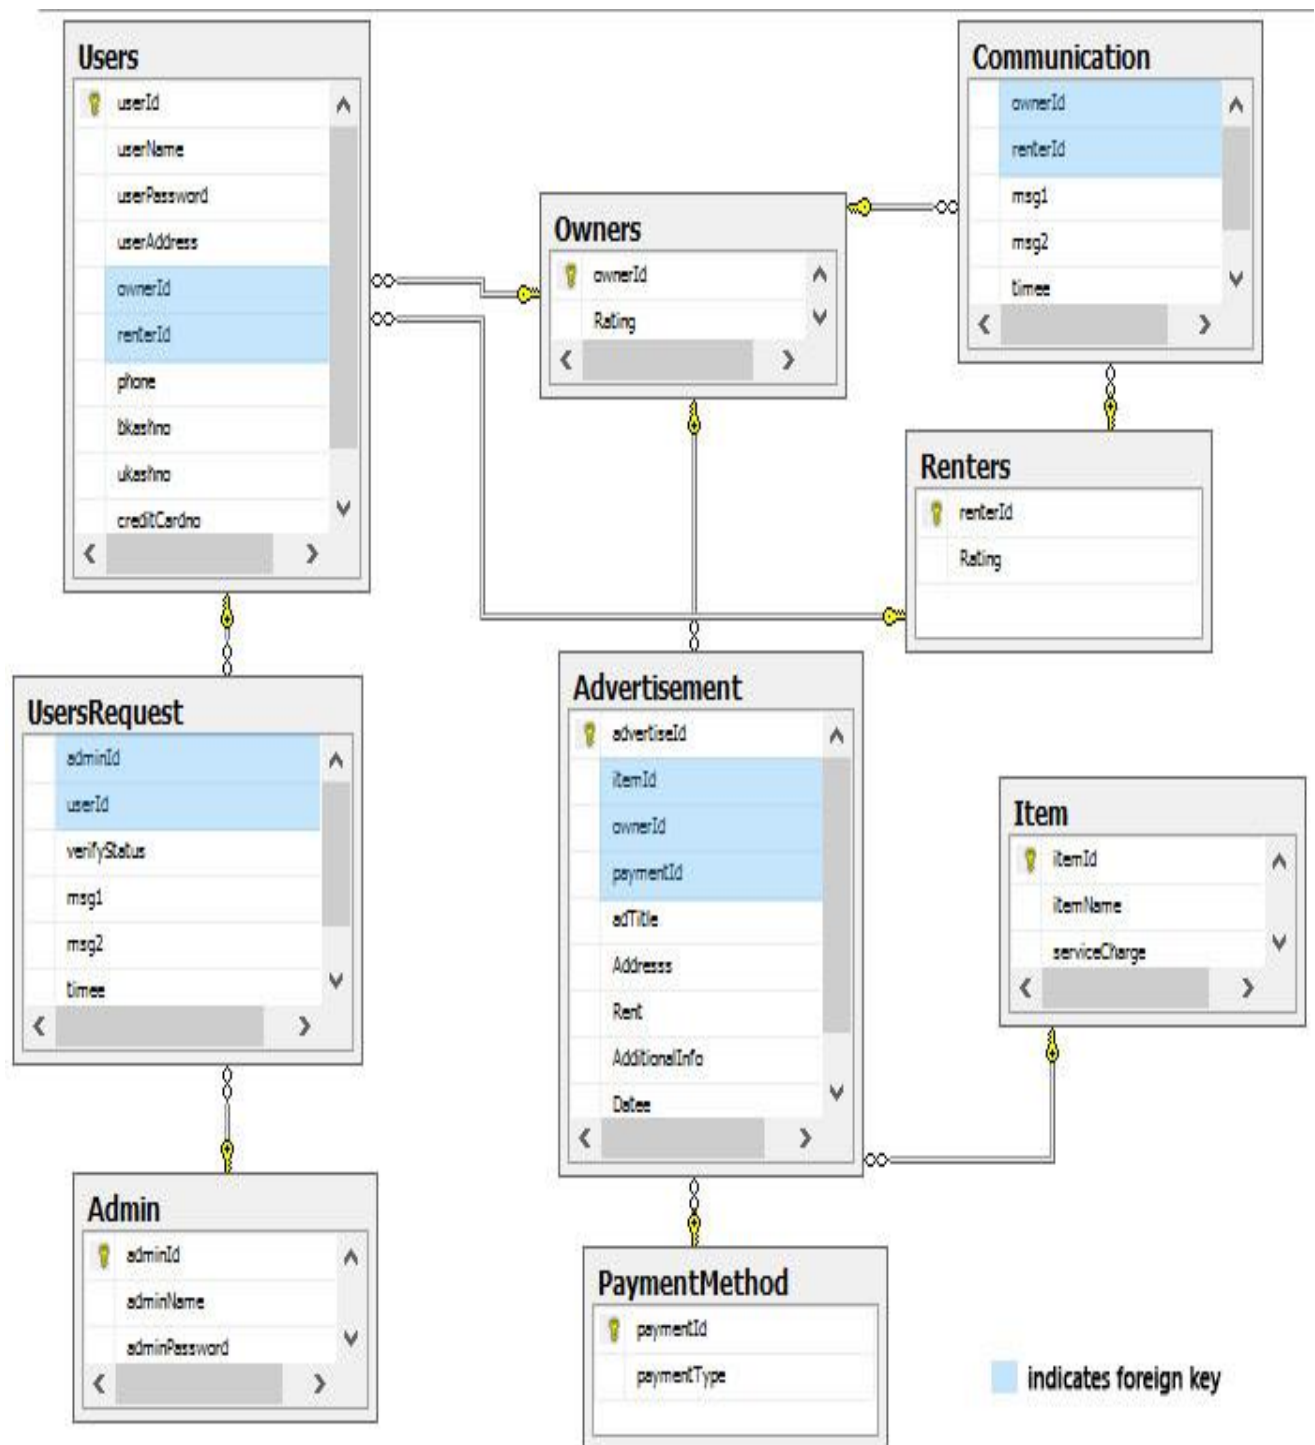 Users
userId
userName
userPassword
userAddress
ownerId
renterId
phone
bkashno
ukashno
creditCardno
Communication
ownerId
renterId
msg1
msg2
timee
Owners
ownerId
Rating
Renters
renterId
Rating
UsersRequest
adminId
userId
verifyStatus
msg1
msg2
timee
Advertisement
advertiseId
itemId
ownerId
paymentId
adTitle
Addresss
Rent
AdditionalInfo
Datee
Item
itemId
itemName
serviceCharge
Admin
adminId
adminName
adminPassword
PaymentMethod
paymentId
paymentType
indicates foreign key